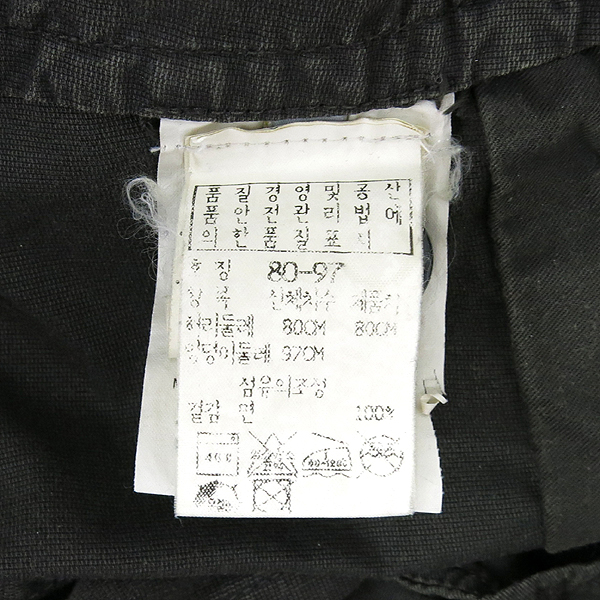 품질경영및공산
품안전관리법에
의한품질표시
호칭 80-97
항목 신체치수 제품치
허리둘레 80CM 80CM
엉덩이둘레 97CM
섬유의조성
겉감 면 100%